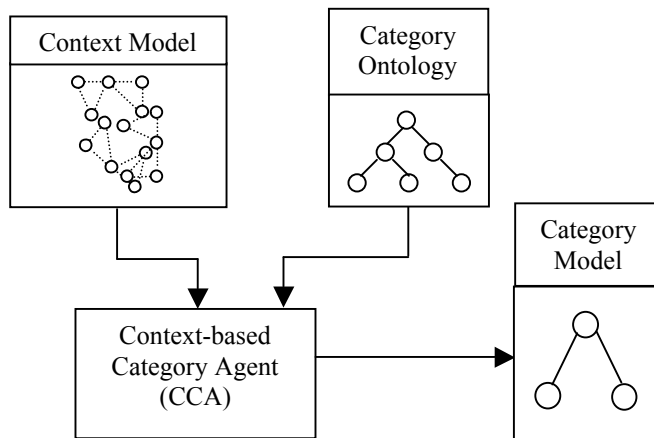 Context Model
Category
Ontology
Category
Model
Context-based
Category Agent
(CCA)